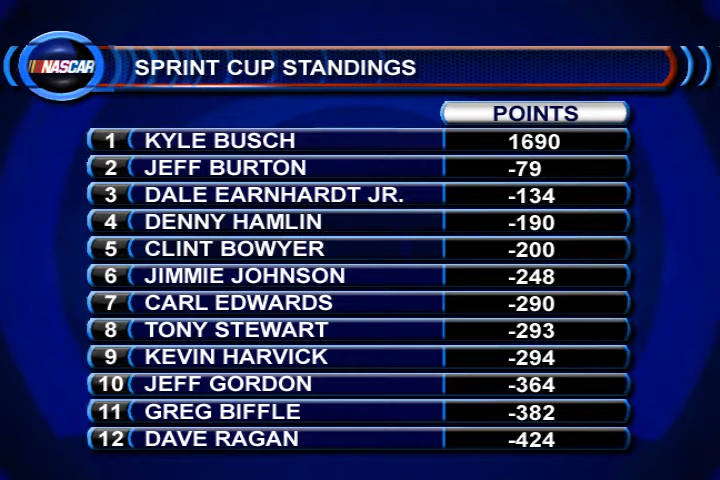 NASCAR
SPRINT CUP STANDINGS
POINTS
1 KYLE BUSCH 1690
2 JEFF BURTON -79
3 DALE EARNHARDT JR. -134
4 DENNY HAMLIN -190
5 CLINT BOWYER -200
6 JIMMIE JOHNSON -248
7 CARL EDWARDS -290
8 TONY STEWART -293
9 KEVIN HARVICK -294
10 JEFF GORDON -364
11 GREG BIFFLE -382
12 DAVE RAGAN -424